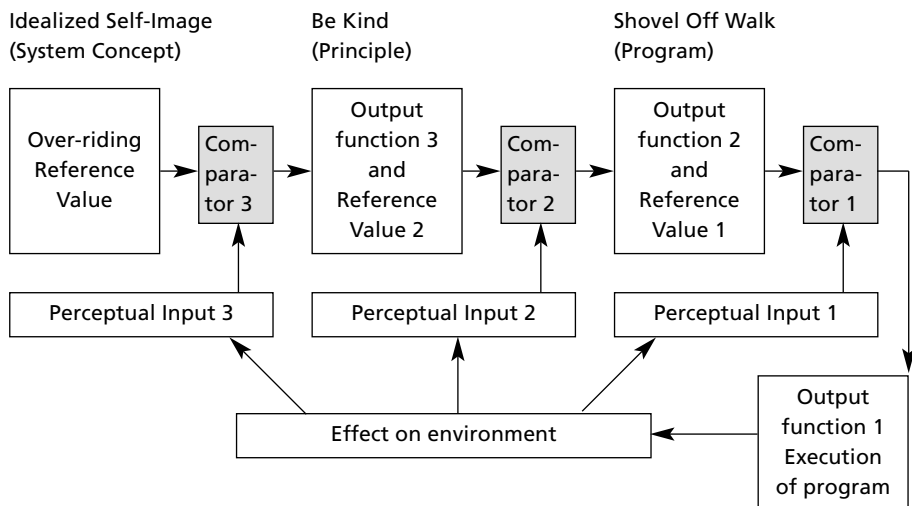 Idealized Self-Image
(System Concept)
Be Kind
(Principle)
Shovel Off Walk
(Program)
Over-riding
Reference
Value
Com-
para-
tor 3
Output
function 3
and
Reference
Value 2
Com-
para-
tor 2
Output
function 2
and
Reference
Value 1
Com-
para-
tor 1
Perceptual Input 3
Perceptual Input 2
Perceptual Input 1
Effect on environment
Output
function 1
Execution
of program